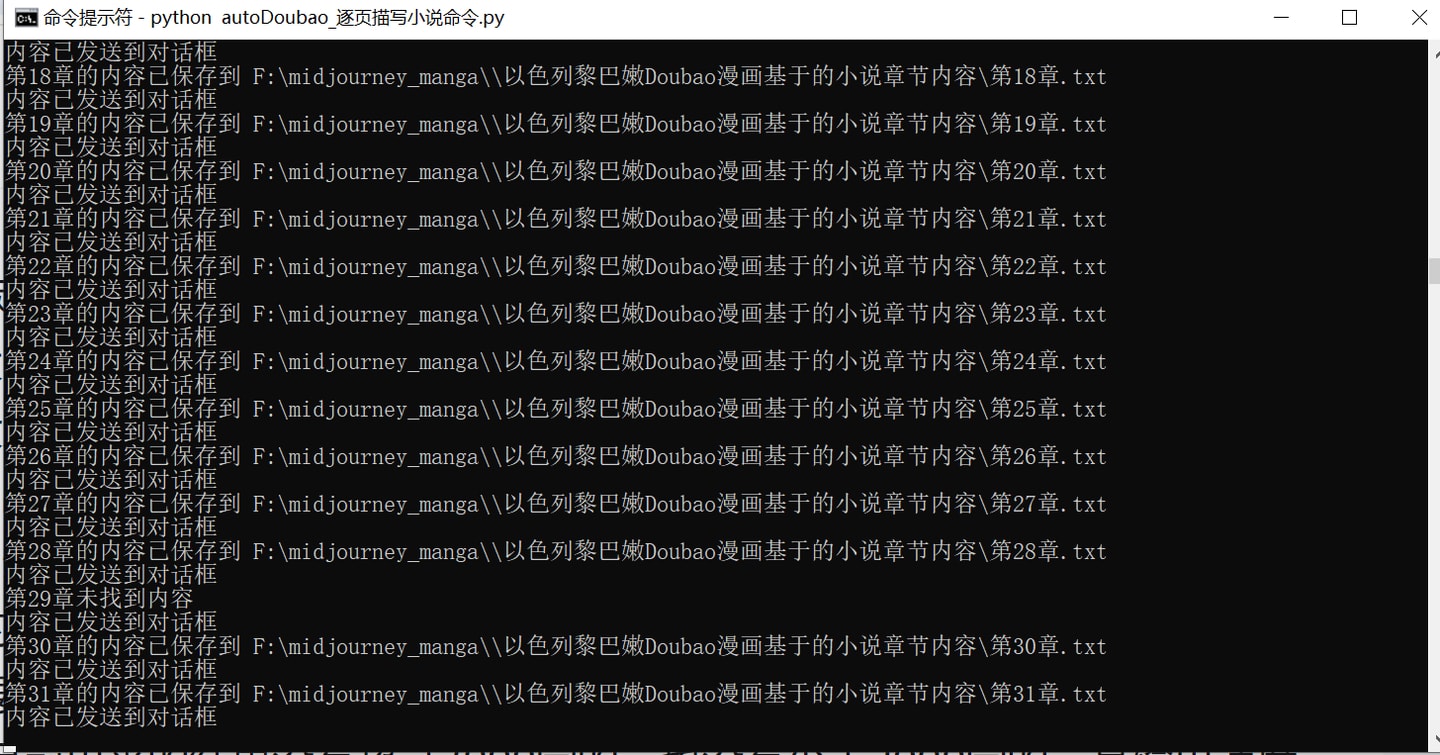 命令提示符 - python autoDoubao_逐页描写小说命令.py
内容已发送到对话框
第18章的内容已保存到 F:\midjourney_manga\\以色列黎巴嫩Doubao漫画基于的小说章节内容\第18章.txt
内容已发送到对话框
第19章的内容已保存到 F:\midjourney_manga\\以色列黎巴嫩Doubao漫画基于的小说章节内容\第19章.txt
内容已发送到对话框
第20章的内容已保存到 F:\midjourney_manga\\以色列黎巴嫩Doubao漫画基于的小说章节内容\第20章.txt
内容已发送到对话框
第21章的内容已保存到 F:\midjourney_manga\\以色列黎巴嫩Doubao漫画基于的小说章节内容\第21章.txt
内容已发送到对话框
第22章的内容已保存到 F:\midjourney_manga\\以色列黎巴嫩Doubao漫画基于的小说章节内容\第22章.txt
内容已发送到对话框
第23章的内容已保存到 F:\midjourney_manga\\以色列黎巴嫩Doubao漫画基于的小说章节内容\第23章.txt
内容已发送到对话框
第24章的内容已保存到 F:\midjourney_manga\\以色列黎巴嫩Doubao漫画基于的小说章节内容\第24章.txt
内容已发送到对话框
第25章的内容已保存到 F:\midjourney_manga\\以色列黎巴嫩Doubao漫画基于的小说章节内容\第25章.txt
内容已发送到对话框
第26章的内容已保存到 F:\midjourney_manga\\以色列黎巴嫩Doubao漫画基于的小说章节内容\第26章.txt
内容已发送到对话框
第27章的内容已保存到 F:\midjourney_manga\\以色列黎巴嫩Doubao漫画基于的小说章节内容\第27章.txt
内容已发送到对话框
第28章的内容已保存到 F:\midjourney_manga\\以色列黎巴嫩Doubao漫画基于的小说章节内容\第28章.txt
内容已发送到对话框
第29章未找到内容
内容已发送到对话框
第30章的内容已保存到 F:\midjourney_manga\\以色列黎巴嫩Doubao漫画基于的小说章节内容\第30章.txt
内容已发送到对话框
第31章的内容已保存到 F:\midjourney_manga\\以色列黎巴嫩Doubao漫画基于的小说章节内容\第31章.txt
内容已发送到对话框